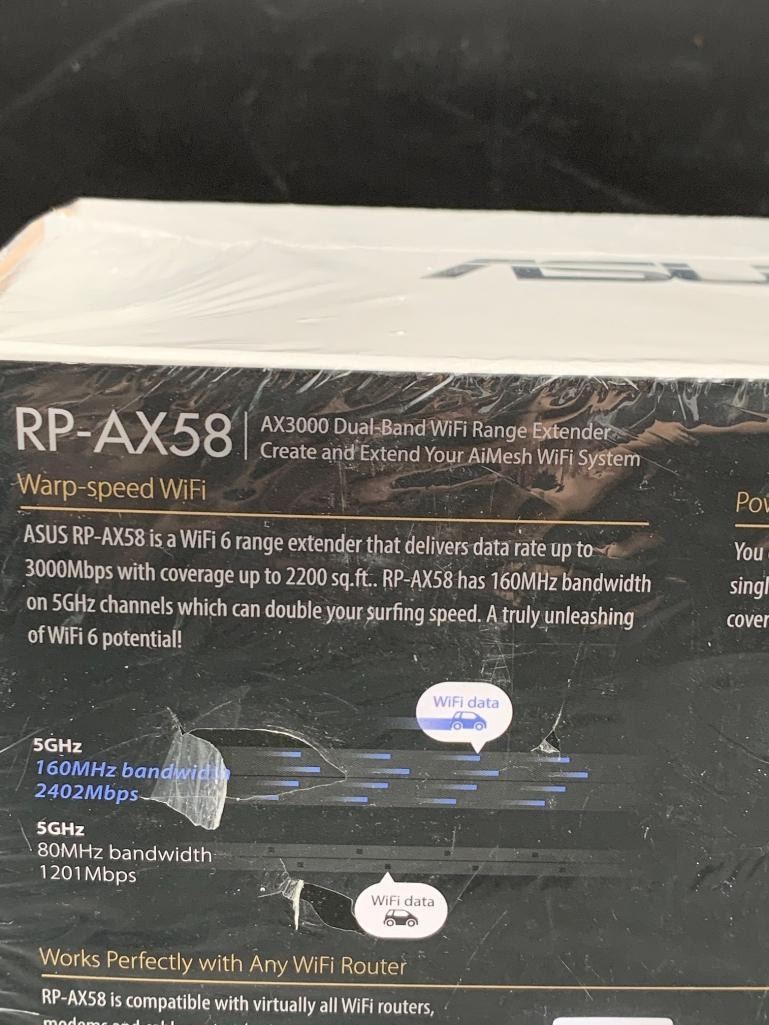 RP-AX58
AX3000 Dual-Band WiFi Range Extender
Create and Extend Your AiMesh WiFi System
Warp-speed WiFi
ASUS RP-AX58 is a WiFi 6 range extender that delivers data rate up to
3000Mbps with coverage up to 2200 sq.ft.. RP-AX58 has 160MHz bandwidth
on 5GHz channels which can double your surfing speed. A truly unleashing
of WiFi 6 potential!
WiFi data
5GHz
160MHz bandwidth
2402Mbps
5GHz
80MHz bandwidth
1201Mbps
WiFi data
Works Perfectly with Any WiFi Router
RP-AX58 is compatible with virtually all WiFi routers,
You